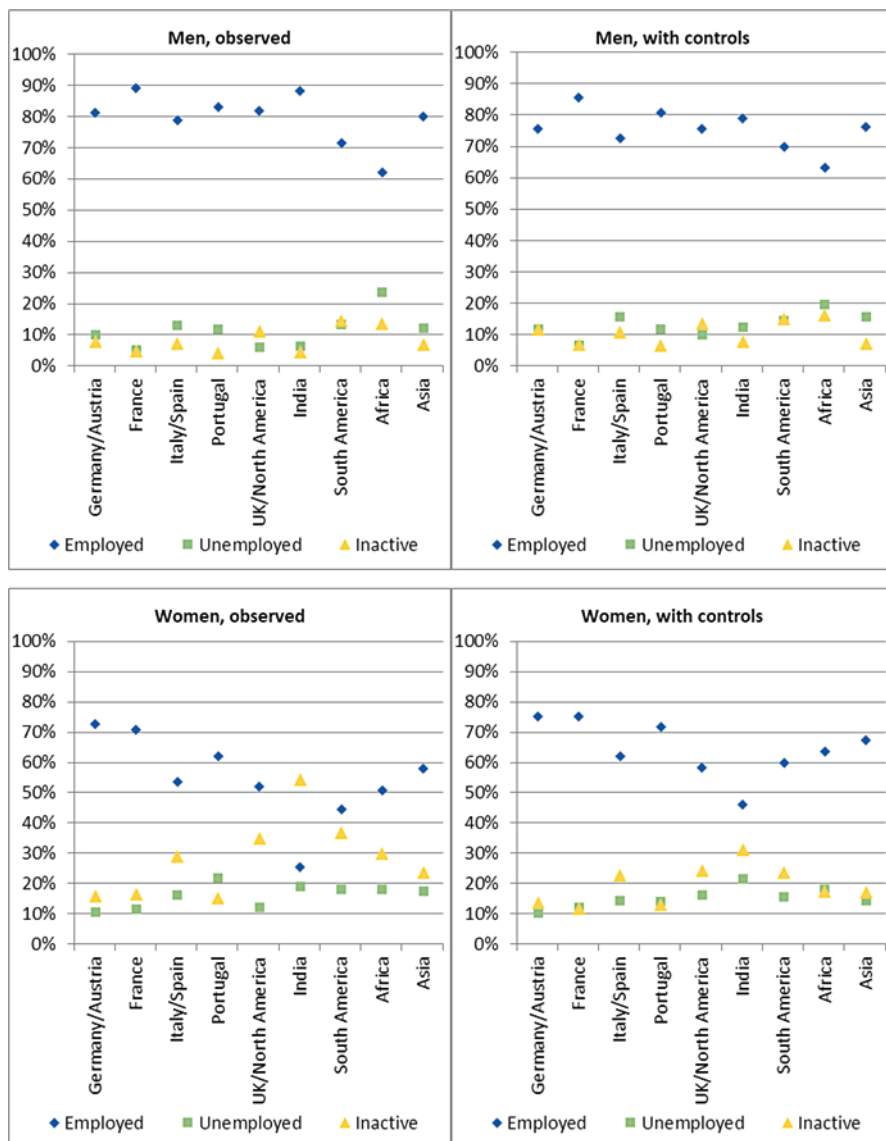 Men, observed
100%
90%
80%
70%
60%
50%
40%
30%
20%
10%
0%
Germany/Austria
France
Italy/Spain
Portugal
UK/North America
India
South America
Africa
Asia
Employed Unemployed Inactive
Men, with controls
100%
90%
80%
70%
60%
50%
40%
30%
20%
10%
0%
Germany/Austria
France
Italy/Spain
Portugal
UK/North America
India
South America
Africa
Asia
Employed Unemployed Inactive
Women, observed
100%
90%
80%
70%
60%
50%
40%
30%
20%
10%
0%
Germany/Austria
France
Italy/Spain
Portugal
UK/North America
India
South America
Africa
Asia
Employed Unemployed Inactive
Women, with controls
100%
90%
80%
70%
60%
50%
40%
30%
20%
10%
0%
Germany/Austria
France
Italy/Spain
Portugal
UK/North America
India
South America
Africa
Asia
Employed Unemployed Inactive